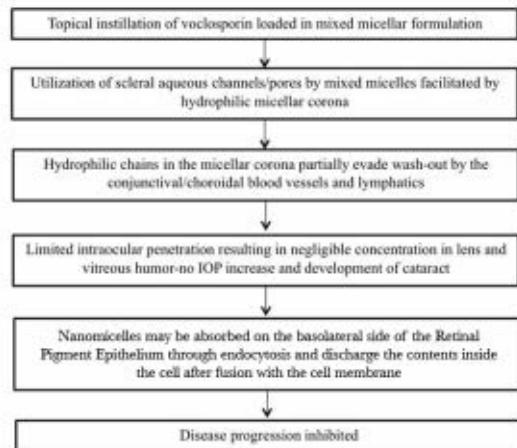 Topical instillation of voclosporin loaded in mixed micellar formulation
Utilization of scleral aqueous channels/pores by mixed micelles facilitated by
hydrophilic micellar corona
Hydrophilic chains in the micellar corona partially evade wash-out by the
conjunctival/choroidal blood vessels and lymphatics
Limited intraocular penetration resulting in negligible concentration in lens and
vitreous humor-no IOP increase and development of cataract
Nanomicelles may be absorbed on the basolateral side of the Retinal
Pigment Epithelium through endocytosis and discharge the contents inside
the cell after fusion with the cell membrane
Disease progression inhibited